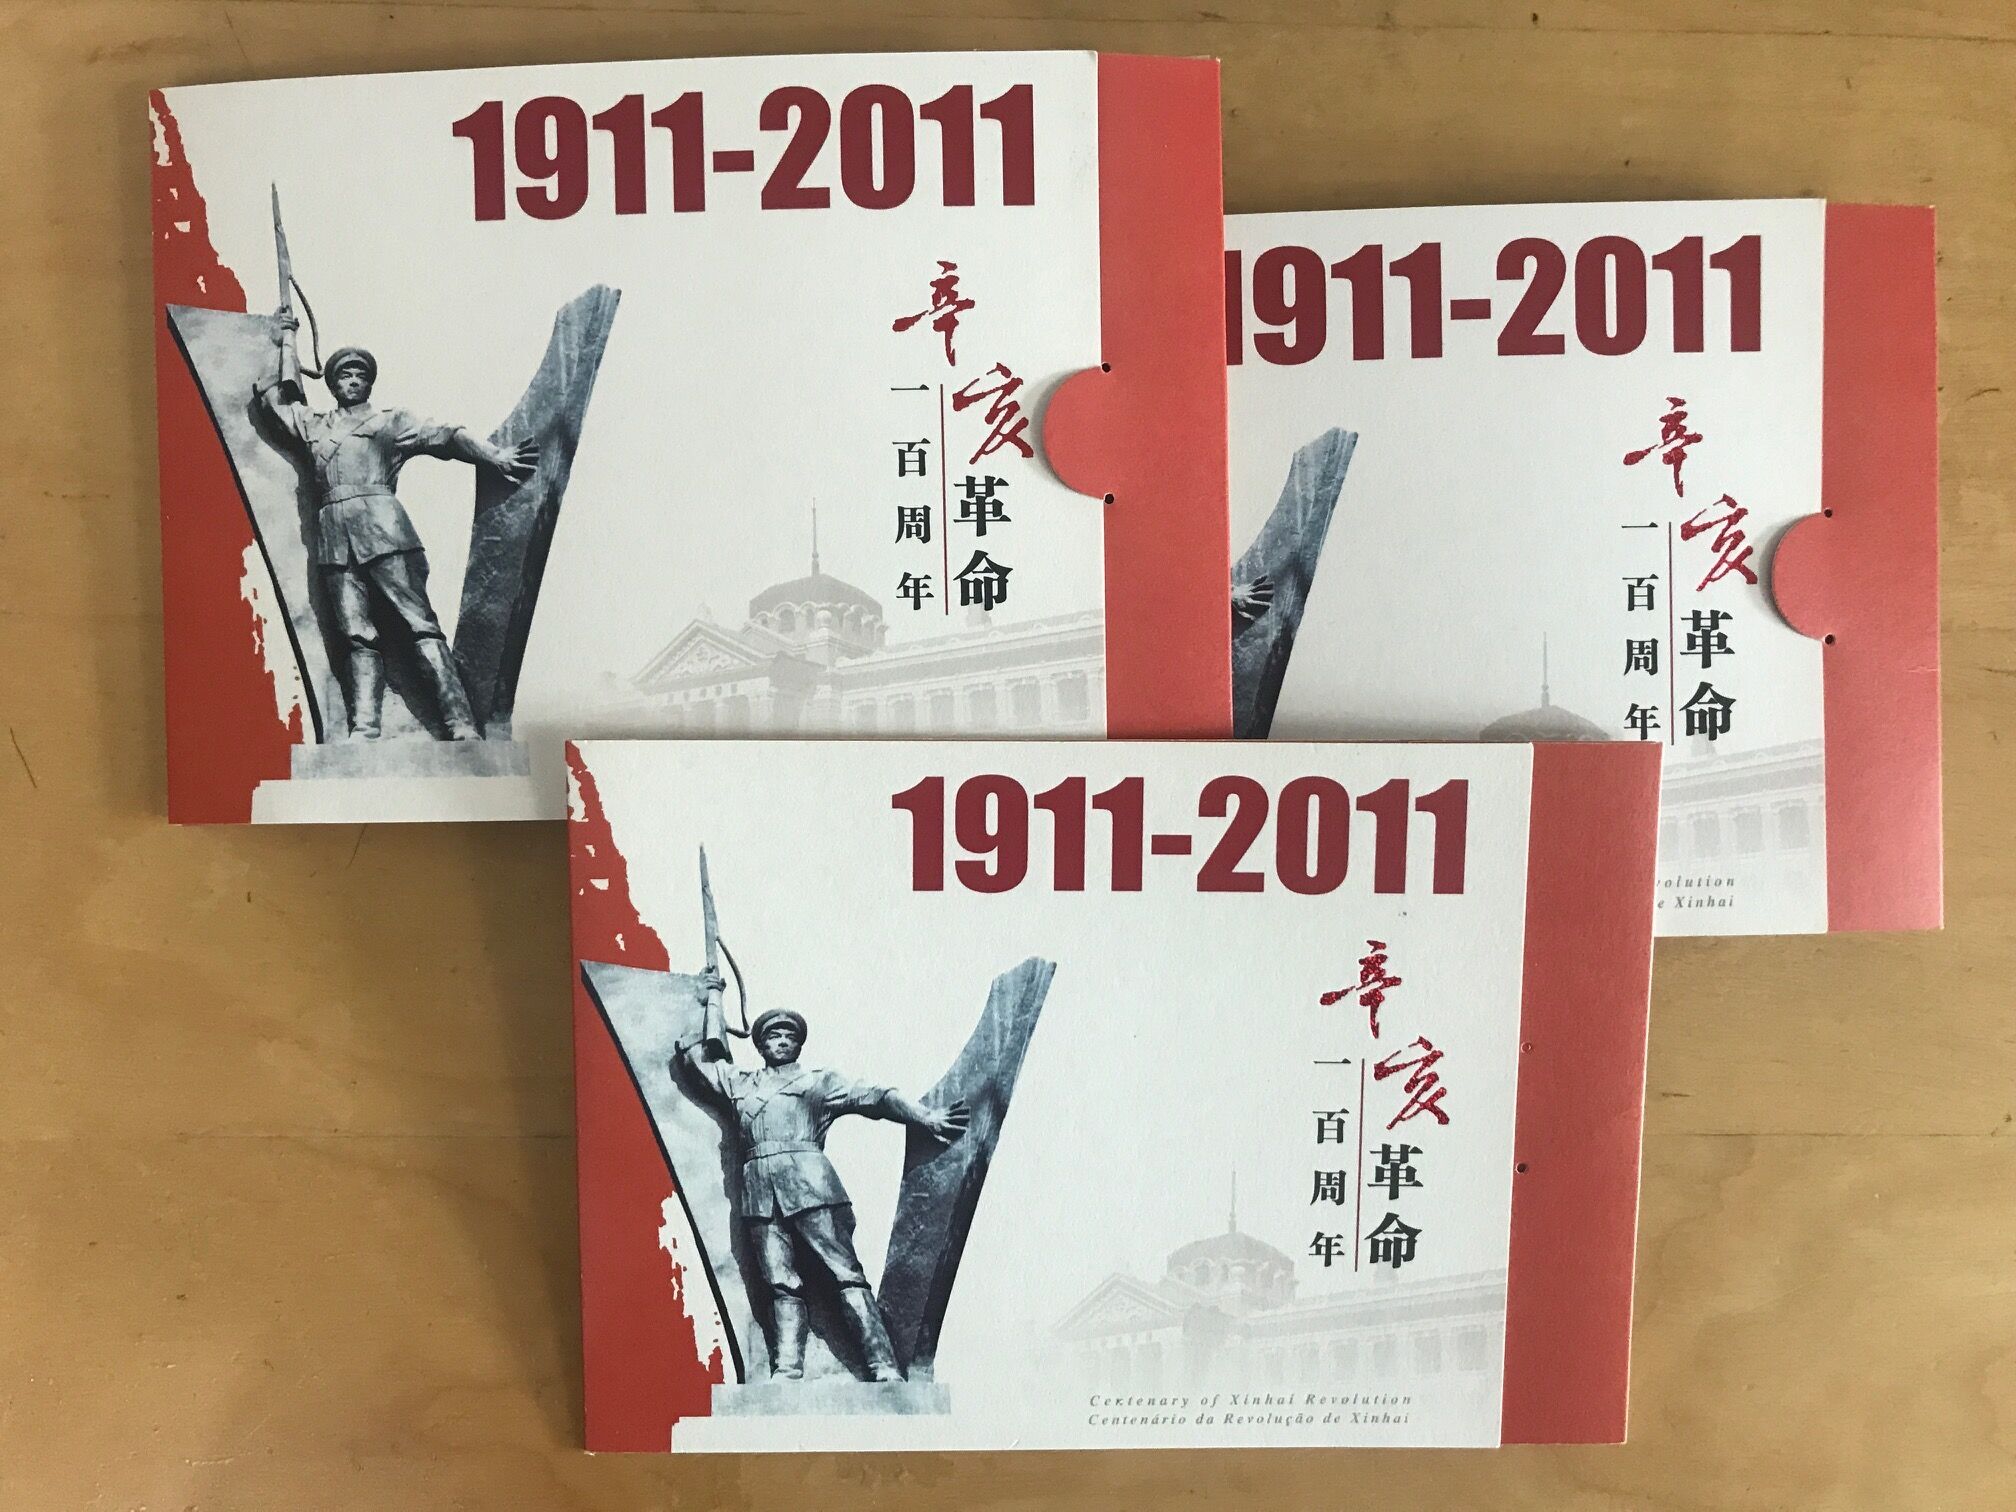 1911-2011
辛亥革命
一百周年
1911-2011
辛亥革命
一百周年
volution
e Xinhai
1911-2011
辛亥革命
一百周年
Centenary of Xinhai Revolution
Centenário da Revolução de Xinhai